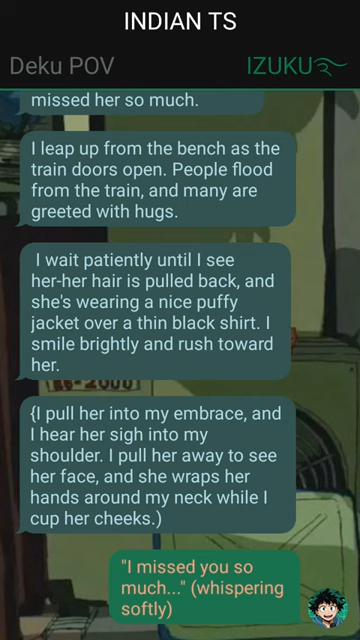 INDIAN TS
Deku POV
IZUKU
missed her so much.
I leap up from the bench as the
train doors open. People flood
from the train, and many are
greeted with hugs.
I wait patiently until I see
her-her hair is pulled back, and
she's wearing a nice puffy
jacket over a thin black shirt. I
smile brightly and rush toward
her.
{I pull her into my embrace, and
I hear her sigh into my
shoulder. I pull her away to see
her face, and she wraps her
hands around my neck while I
cup her cheeks.)
"I missed you so
much..." (whispering
softly)